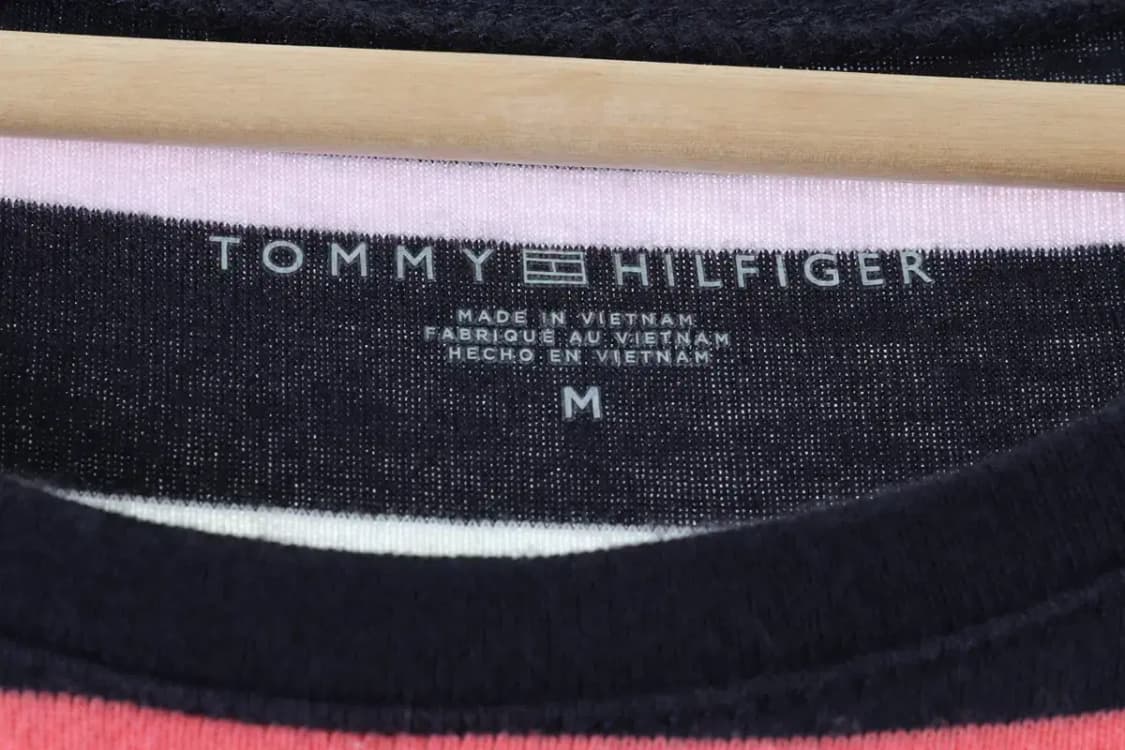 TOMMY HILFIGER
MADE IN VIETNAM
FABRIQUÉ AU VIETNAM
HECHO EN VIETNAM
M